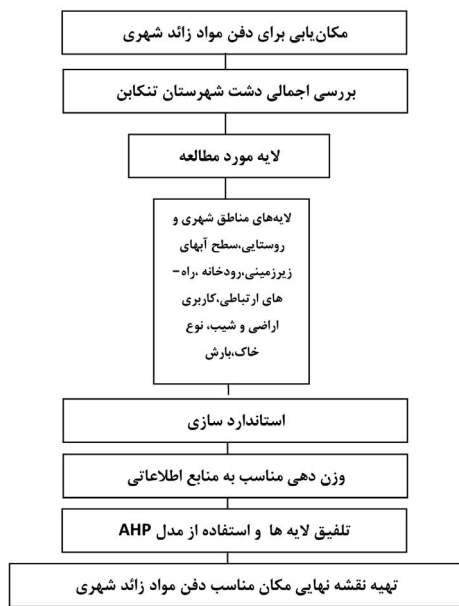 مکان‌یابی برای دفن مواد زائد شهری
بررسی اجمالی دشت شهرستان تنکابن
لایه مورد مطالعه
لایه‌های مناطق شهری و
روستایی،سطح آبهای
زیرزمینی،رودخانه ،راه–
های ارتباطی،کاربری
اراضی و شیب، نوع
خاک،بارش
استاندارد سازی
وزن دهی مناسب به منابع اطلاعاتی
تلفیق لایه ها و استفاده از مدل AHP
تهیه نقشه نهایی مکان مناسب دفن مواد زائد شهری